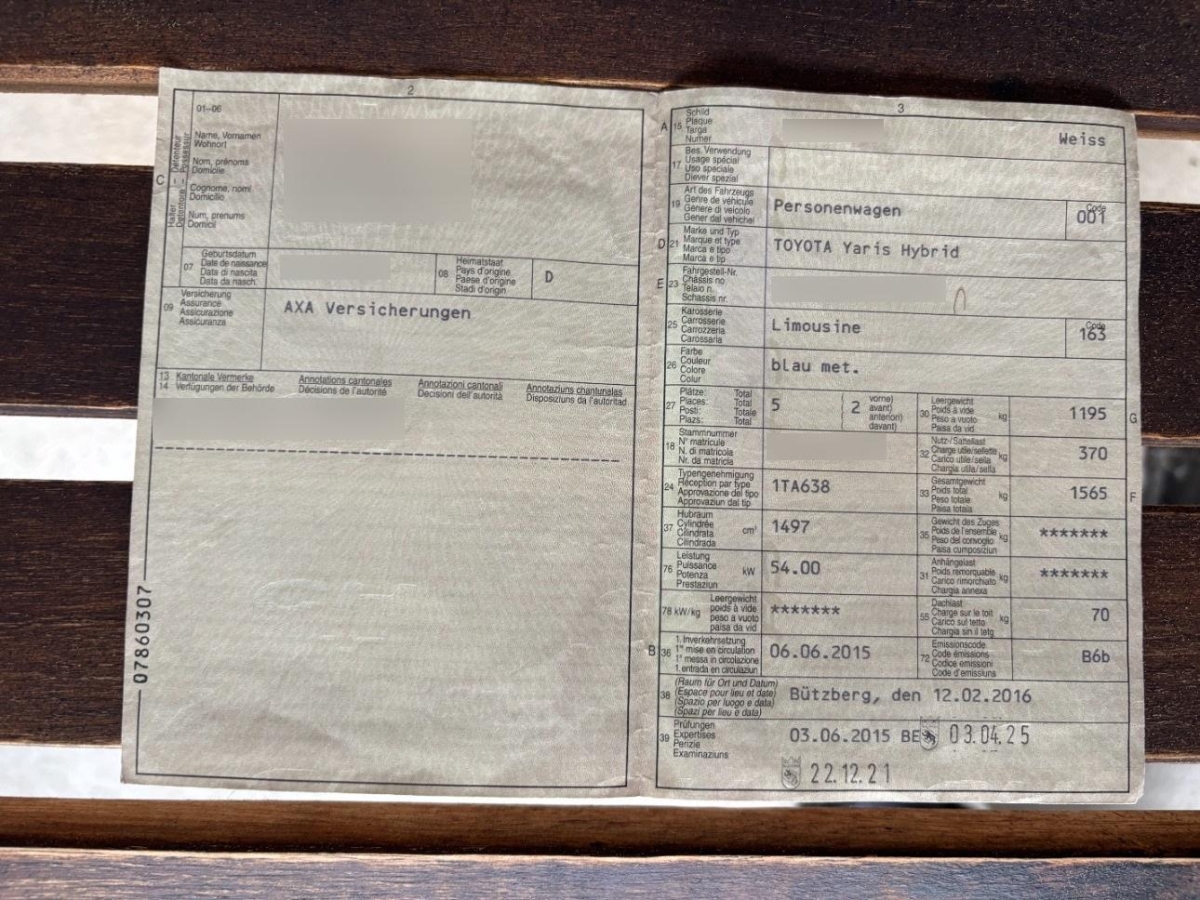 2
01-06
Name, Vornamen
Wohnort
Nom, prénoms
Domicile
Cognome, nomi
Domicilio
Num, prenums
Domicil
C
Halter – Détenteur
Detentore – Possessur
07
Geburtsdatum
Date de naissance
Data di nascita
Data da nasch.
08
Heimatstaat
Pays d'origine
Paese d'origine
Stadi d'origin
D
09
Versicherung
Assurance
Assicurazione
Assicuranza
AXA Versicherungen
13 Kantonale Vermerke Annotations cantonales Annotazioni cantonali Annotaziuns chantunalas
14 Verfügungen der Behörde Décisions de l'autorité Decisioni dell'autorità Disposiziuns da l'autoritad
07860307
3
A 15
Schild
Plaque
Targa
Numer
Weiss
17
Bes. Verwendung
Usage spécial
Uso speciale
Diever spezial
19
Art des Fahrzeugs
Genre de véhicule
Genere di veicolo
Gener dal vehichel
Personenwagen
Code
001
D 21
Marke und Typ
Marque et type
Marca e tipo
Marca e tip
TOYOTA Yaris Hybrid
E 23
Fahrgestell-Nr.
Châssis no
Telaio n.
Schassis nr.
25
Karosserie
Carrosserie
Carrozzeria
Carossaria
Limousine
Code
163
26
Farbe
Couleur
Colore
Colur
blau met.
27
Plätze: Total
Places: Total
Posti: Totale
Plazs: Total
5
2
vorne)
avant)
anteriori)
davant)
30
Leergewicht
Poids à vide
Peso a vuoto
Paisa da vid
kg
1195
G
18
Stammnummer
N° matricule
N. di matricola
Nr. da matricla
32
Nutz-/Sattellast
Charge utile/sellette
Carico utile/sella
Chargia utila/sella
kg
370
24
Typengenehmigung
Réception par type
Approvazione del tipo
Approvaziun dal tip
1TA638
33
Gesamtgewicht
Poids total
Peso totale
Paisa totala
kg
1565
F
37
Hubraum
Cylindrée
Cilindrata
Cilindrada
cm³
1497
35
Gewicht des Zuges
Poids de l'ensemble
Peso del convoglio
Paisa cumposiziun
kg
*******
76
Leistung
Puissance
Potenza
Prestaziun
kW
54.00
31
Anhängelast
Poids remorquable
Carico rimorchiato
Chargia annexa
kg
*******
78 kW/kg
Leergewicht
poids à vide
peso a vuoto
paisa da vid
*******
55
Dachlast
Charge sur le toit
Carico sul tetto
Chargia sin il tetg
kg
70
B 36
1. Inverkehrsetzung
1re mise en circulation
1a messa in circolazione
1. entrada en circulaziun
06.06.2015
72
Emissionscode
Code émissions
Codice emissioni
Code d'emissiuns
B6b
38
(Raum für Ort und Datum)
(Espace pour lieu et date)
(Spazio per luogo e data)
(Spazi per lieu e data)
Bützberg, den 12.02.2016
39
Prüfungen
Expertises
Perizie
Examinaziuns
03.06.2015 BE 03.04.25
22.12.21